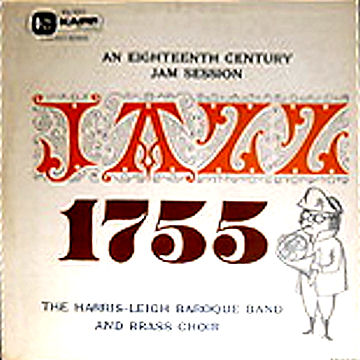 KAPP
AN EIGHTEENTH CENTURY
JAM SESSION
JAZZ
1755
THE HARRIS-LEIGH BAROQUE BAND
AND BRASS CHOIR